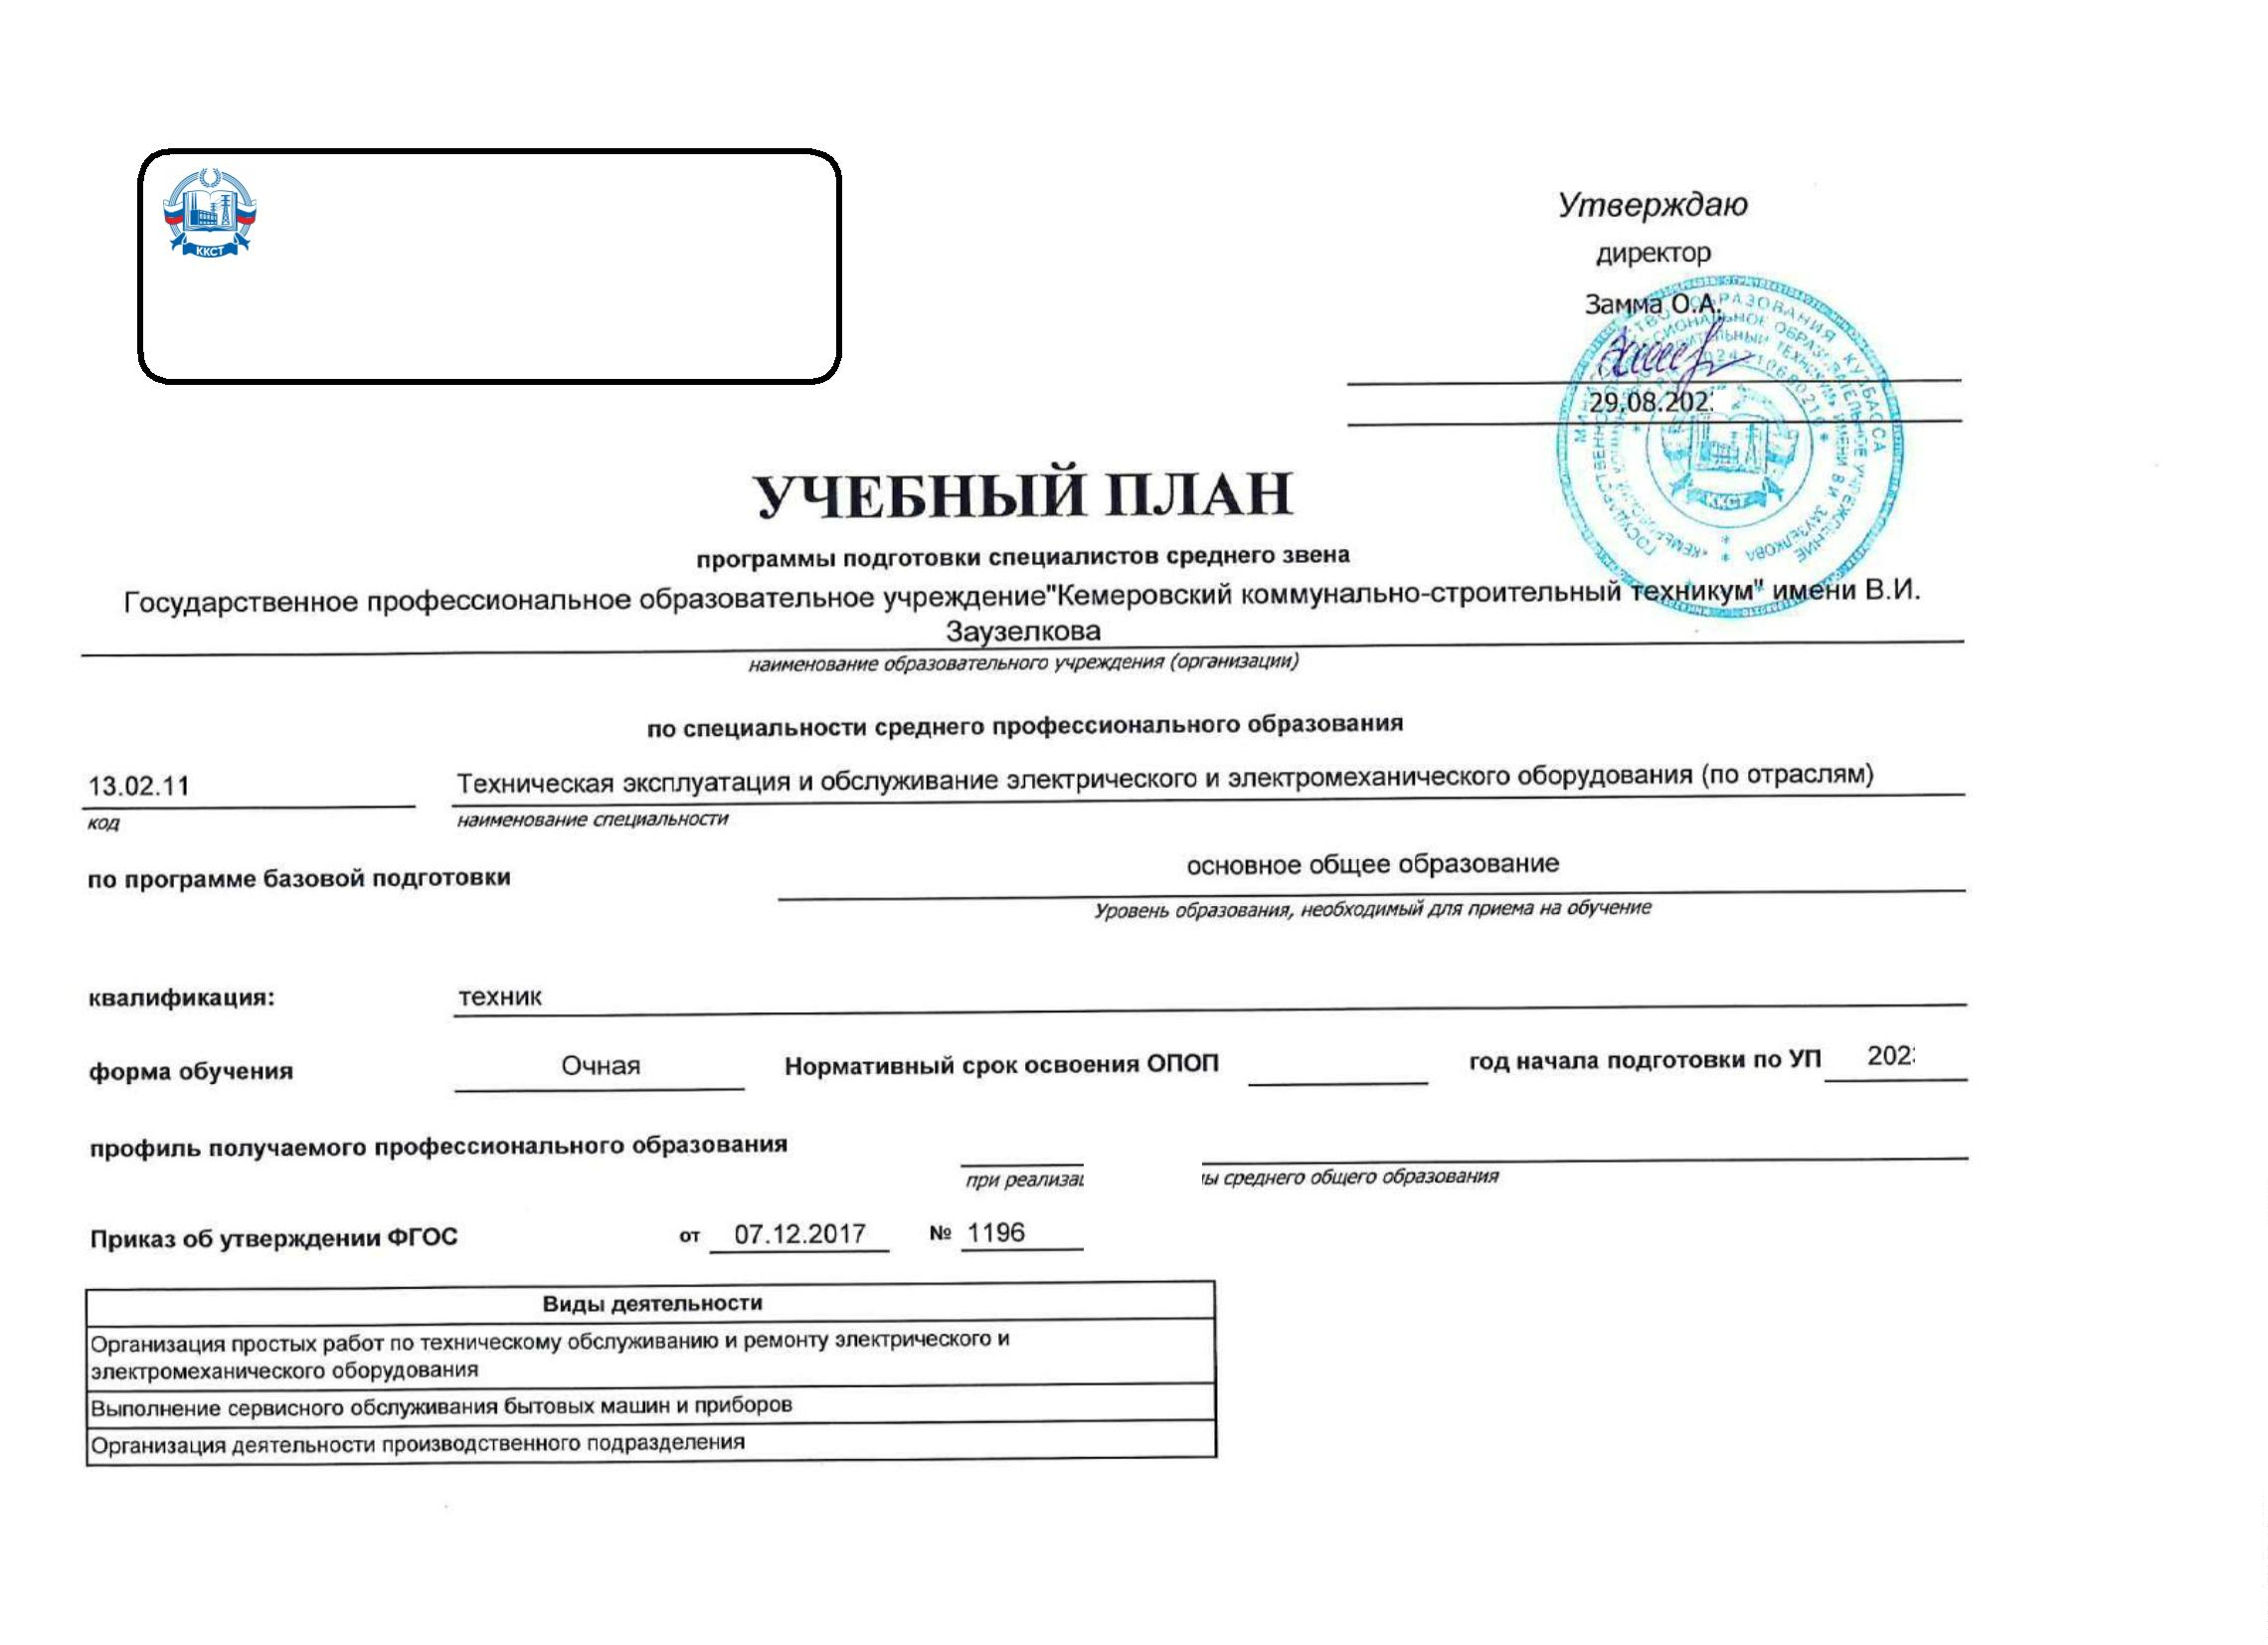 ККСТ
Утверждаю
директор
Замма О.А.
29.08.202
УЧЕБНЫЙ ПЛАН
программы подготовки специалистов среднего звена
Государственное профессиональное образовательное учреждение"Кемеровский коммунально-строительный техникум" имени В.И.
Заузелкова
наименование образовательного учреждения (организации)
по специальности среднего профессионального образования
13.02.11 Техническая эксплуатация и обслуживание электрического и электромеханического оборудования (по отраслям)
код наименование специальности
основное общее образование
по программе базовой подготовки
Уровень образования, необходимый для приема на обучение
квалификация: техник
форма обучения Очная Нормативный срок освоения ОПОП год начала подготовки по УП 202
профиль получаемого профессионального образования
при среднего общего образования
Приказ об утверждении ФГОС от 07.12.2017 № 1196
Виды деятельности
Организация простых работ по техническому обслуживанию и ремонту электрического и
электромеханического оборудования
Выполнение сервисного обслуживания бытовых машин и приборов
Организация деятельности производственного подразделения